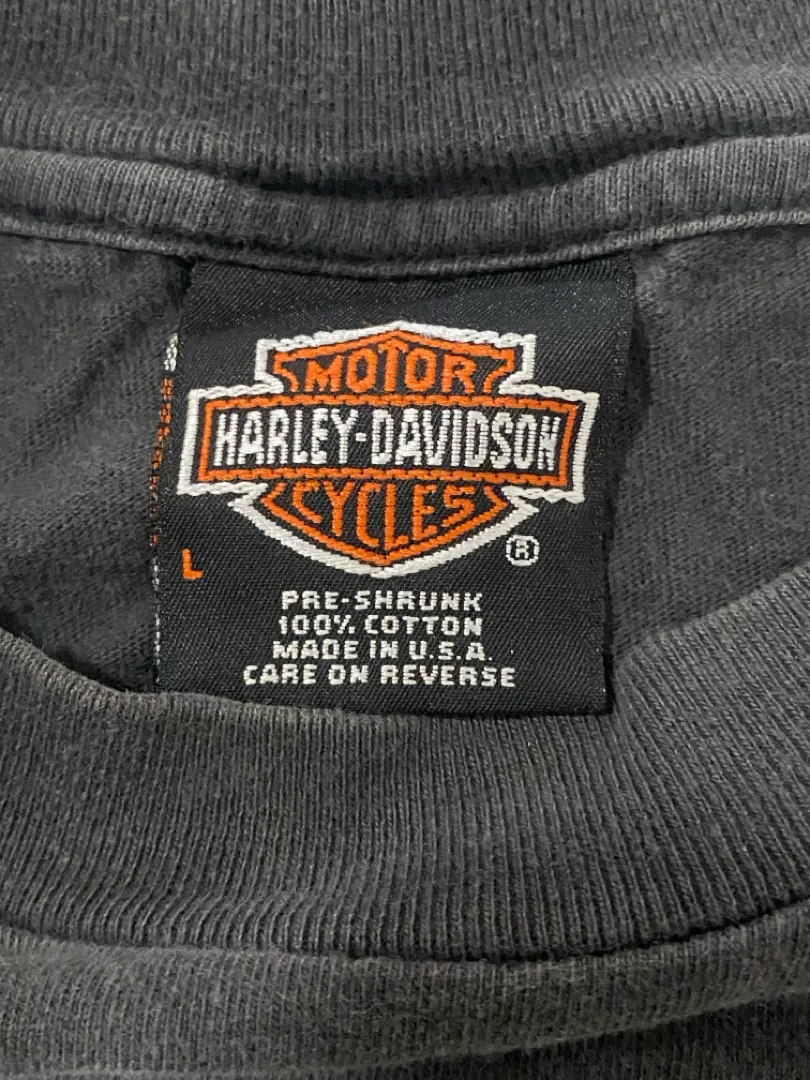 MOTOR
HARLEY-DAVIDSON
CYCLES
®
L
PRE-SHRUNK
100% COTTON
MADE IN U.S.A.
CARE ON REVERSE